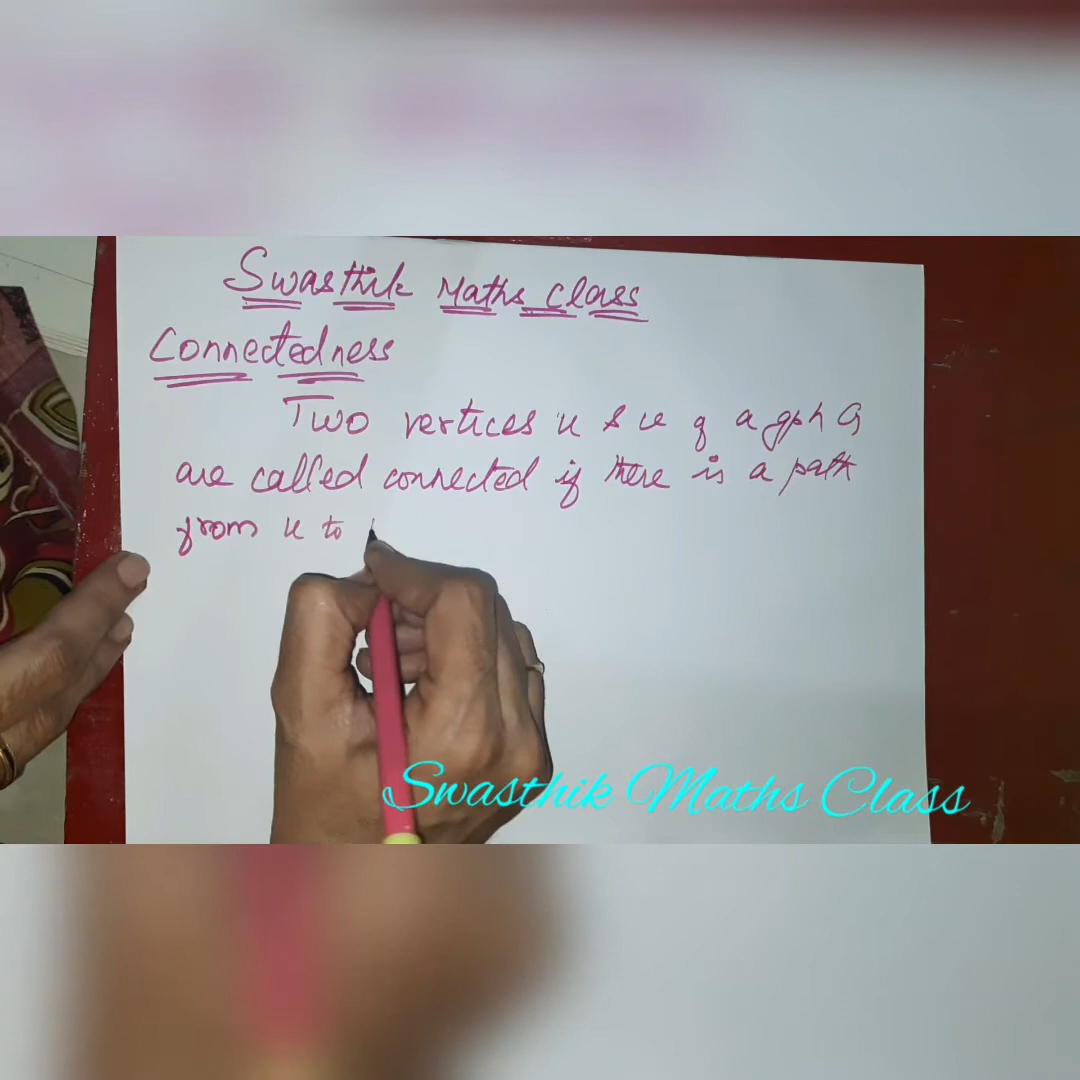 Swasthik Maths Class
Connectedness
Two vertices u & v of a gph G
are called connected if there is a path
from u to
Swasthik Maths Class